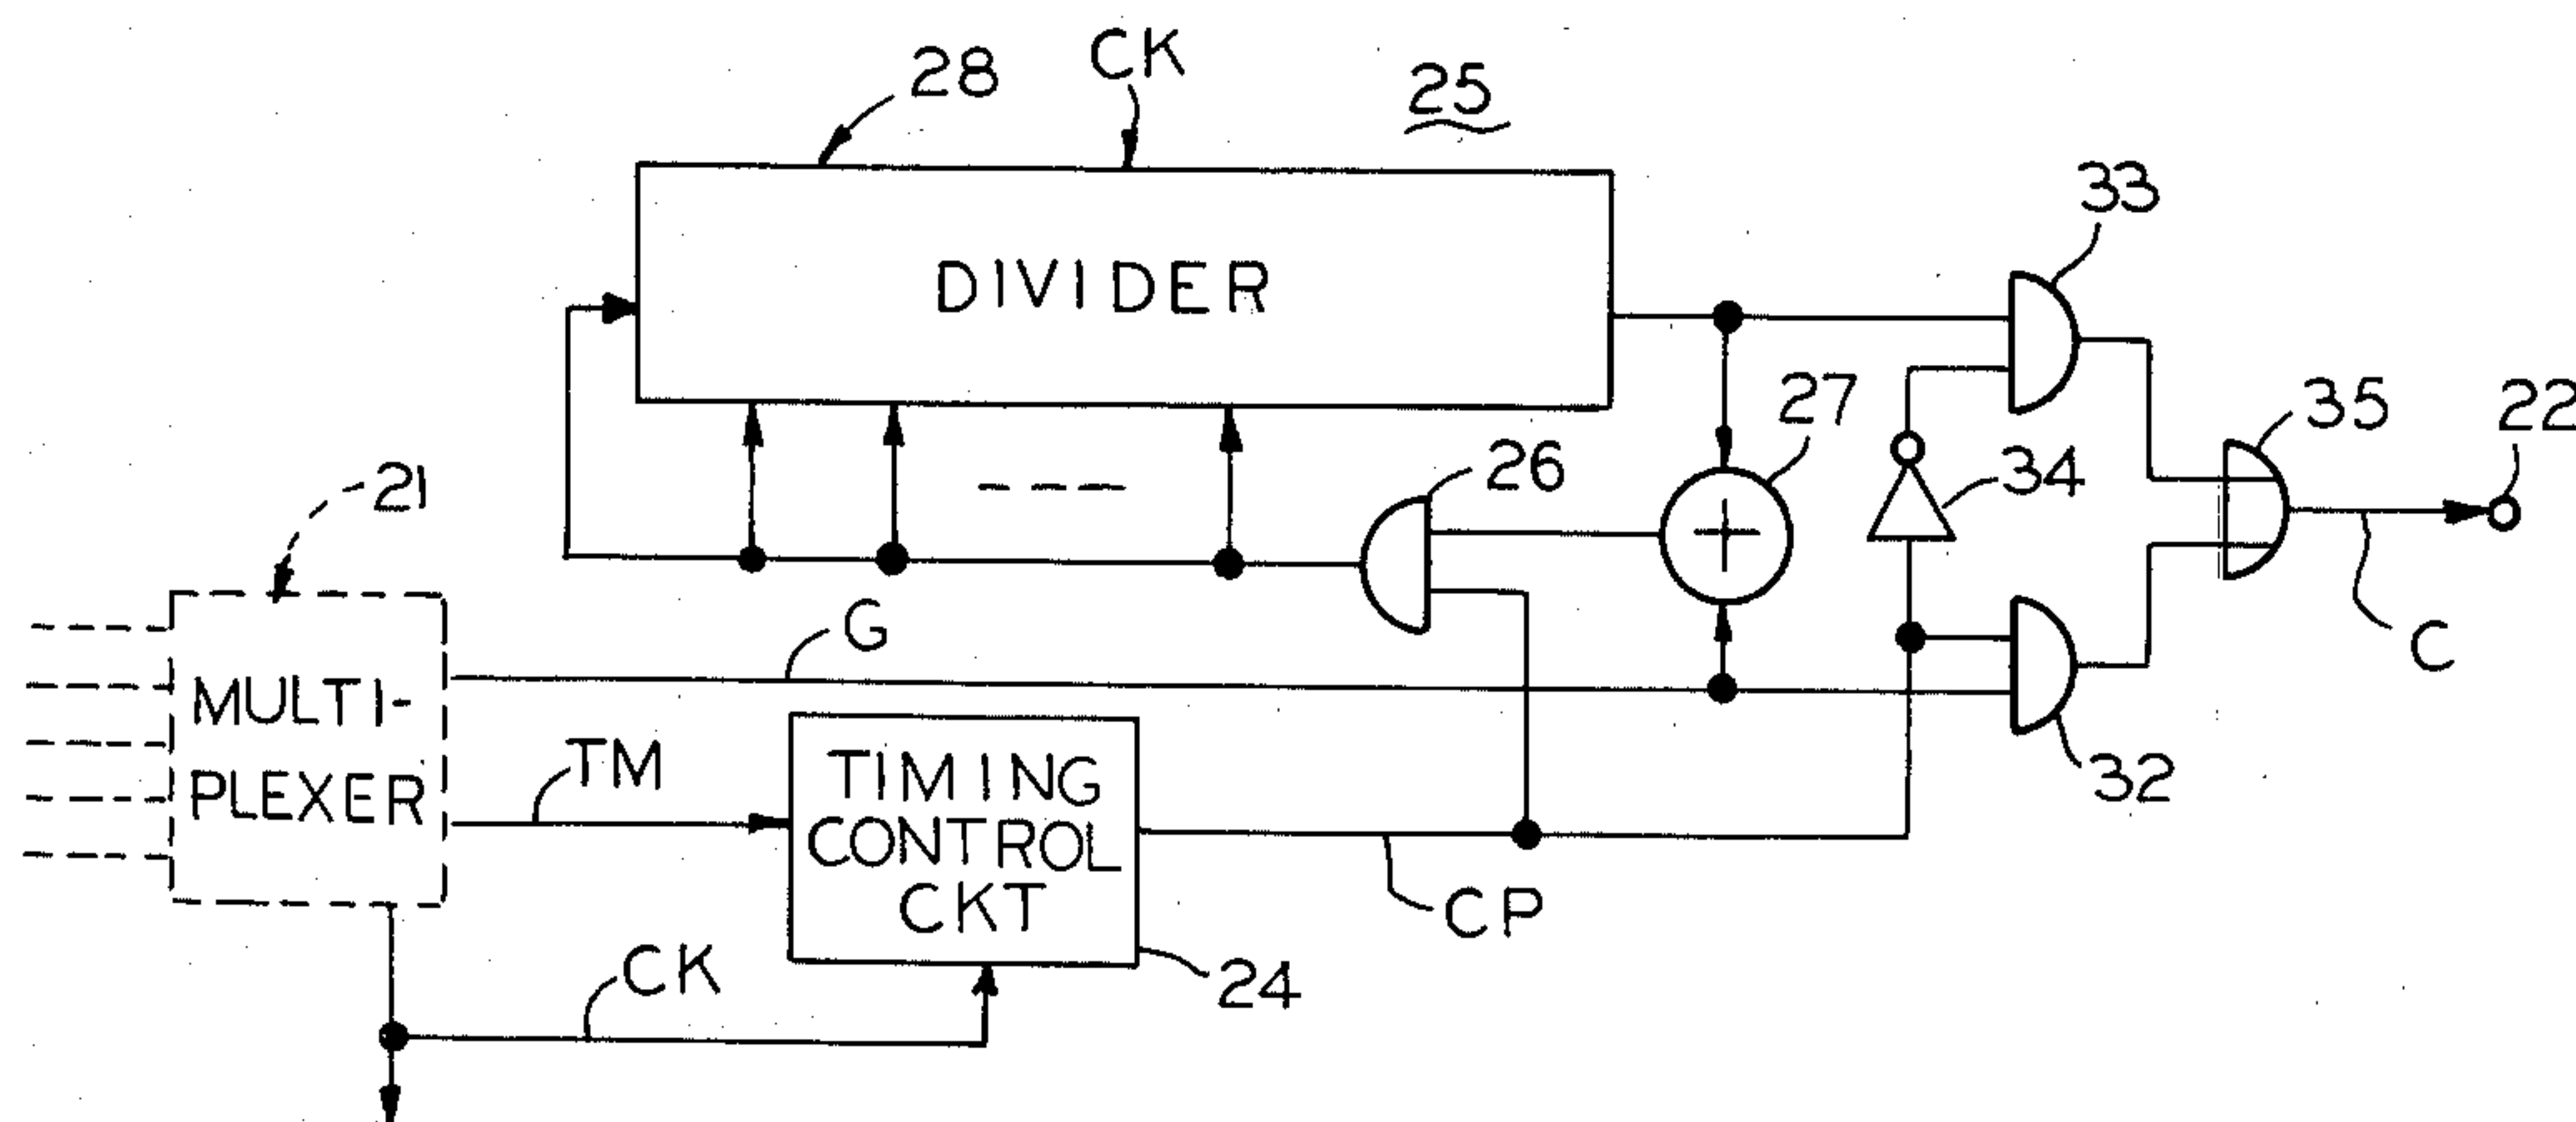 28
CK
25
33
DIVIDER
27
35
22
26
34
21
G
C
MULTI-
PLEXER
TM
TIMING
CONTROL
CKT
32
CP
CK
24